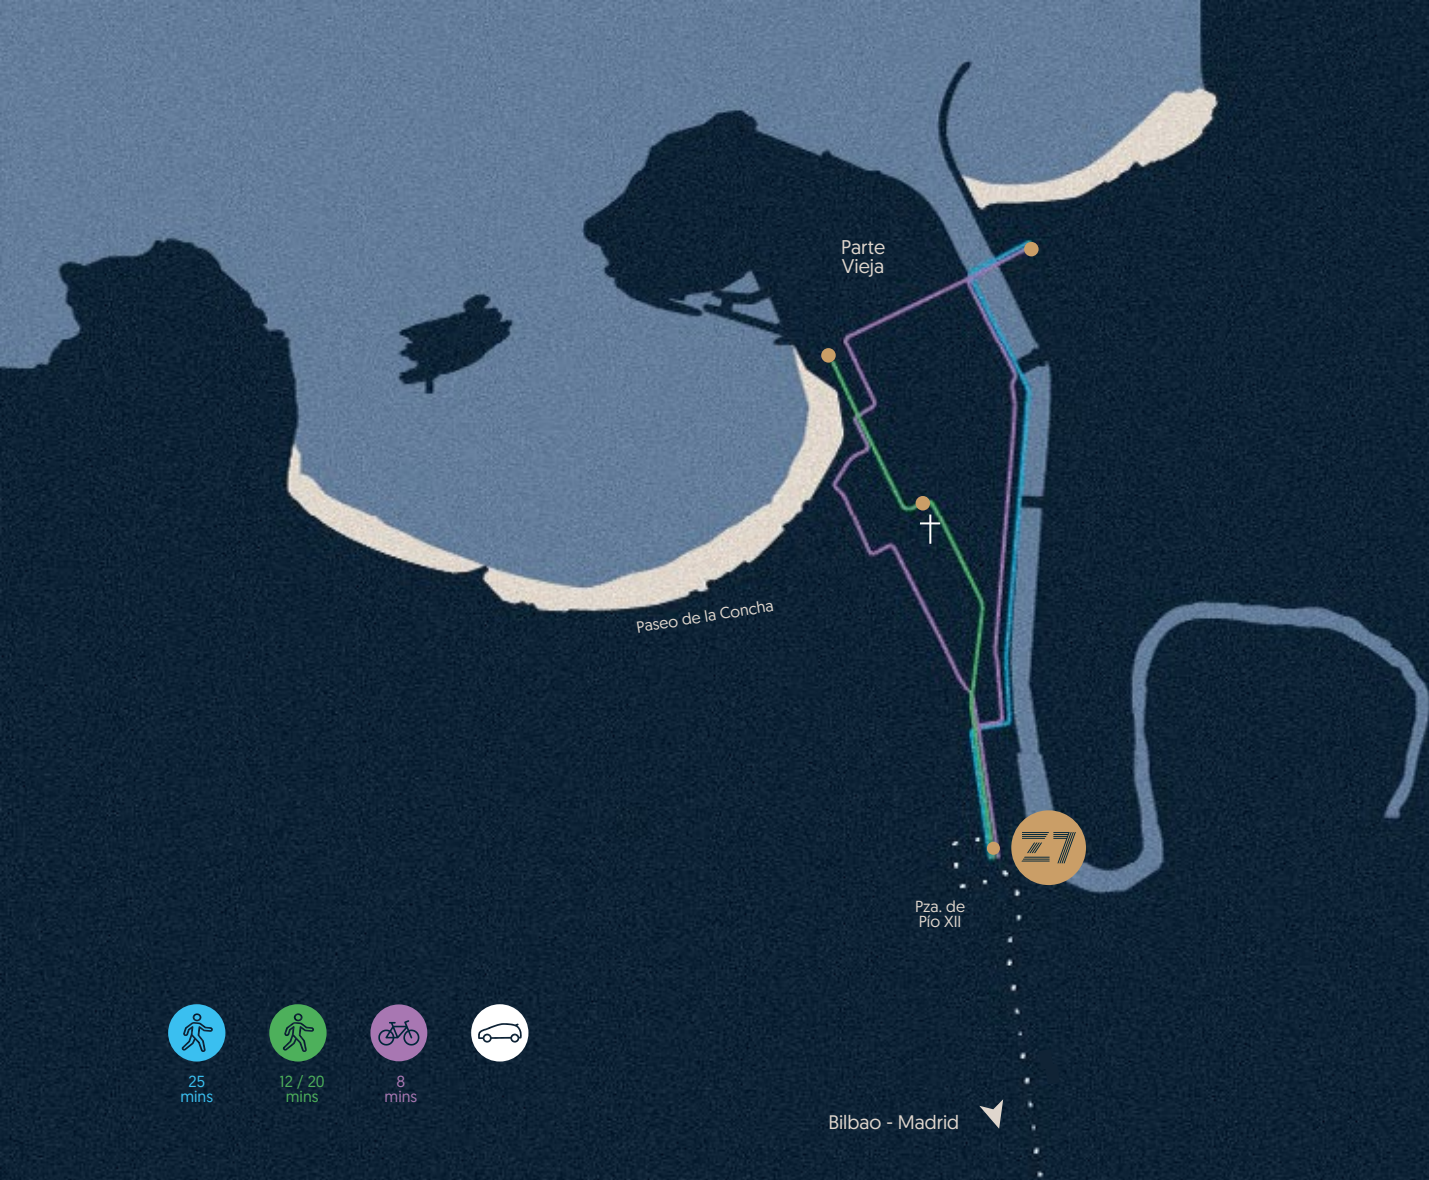 Parte
Vieja
Paseo de la Concha
Z7
Pza. de
Pío XII
25
mins
12 / 20
mins
8
mins
Bilbao - Madrid